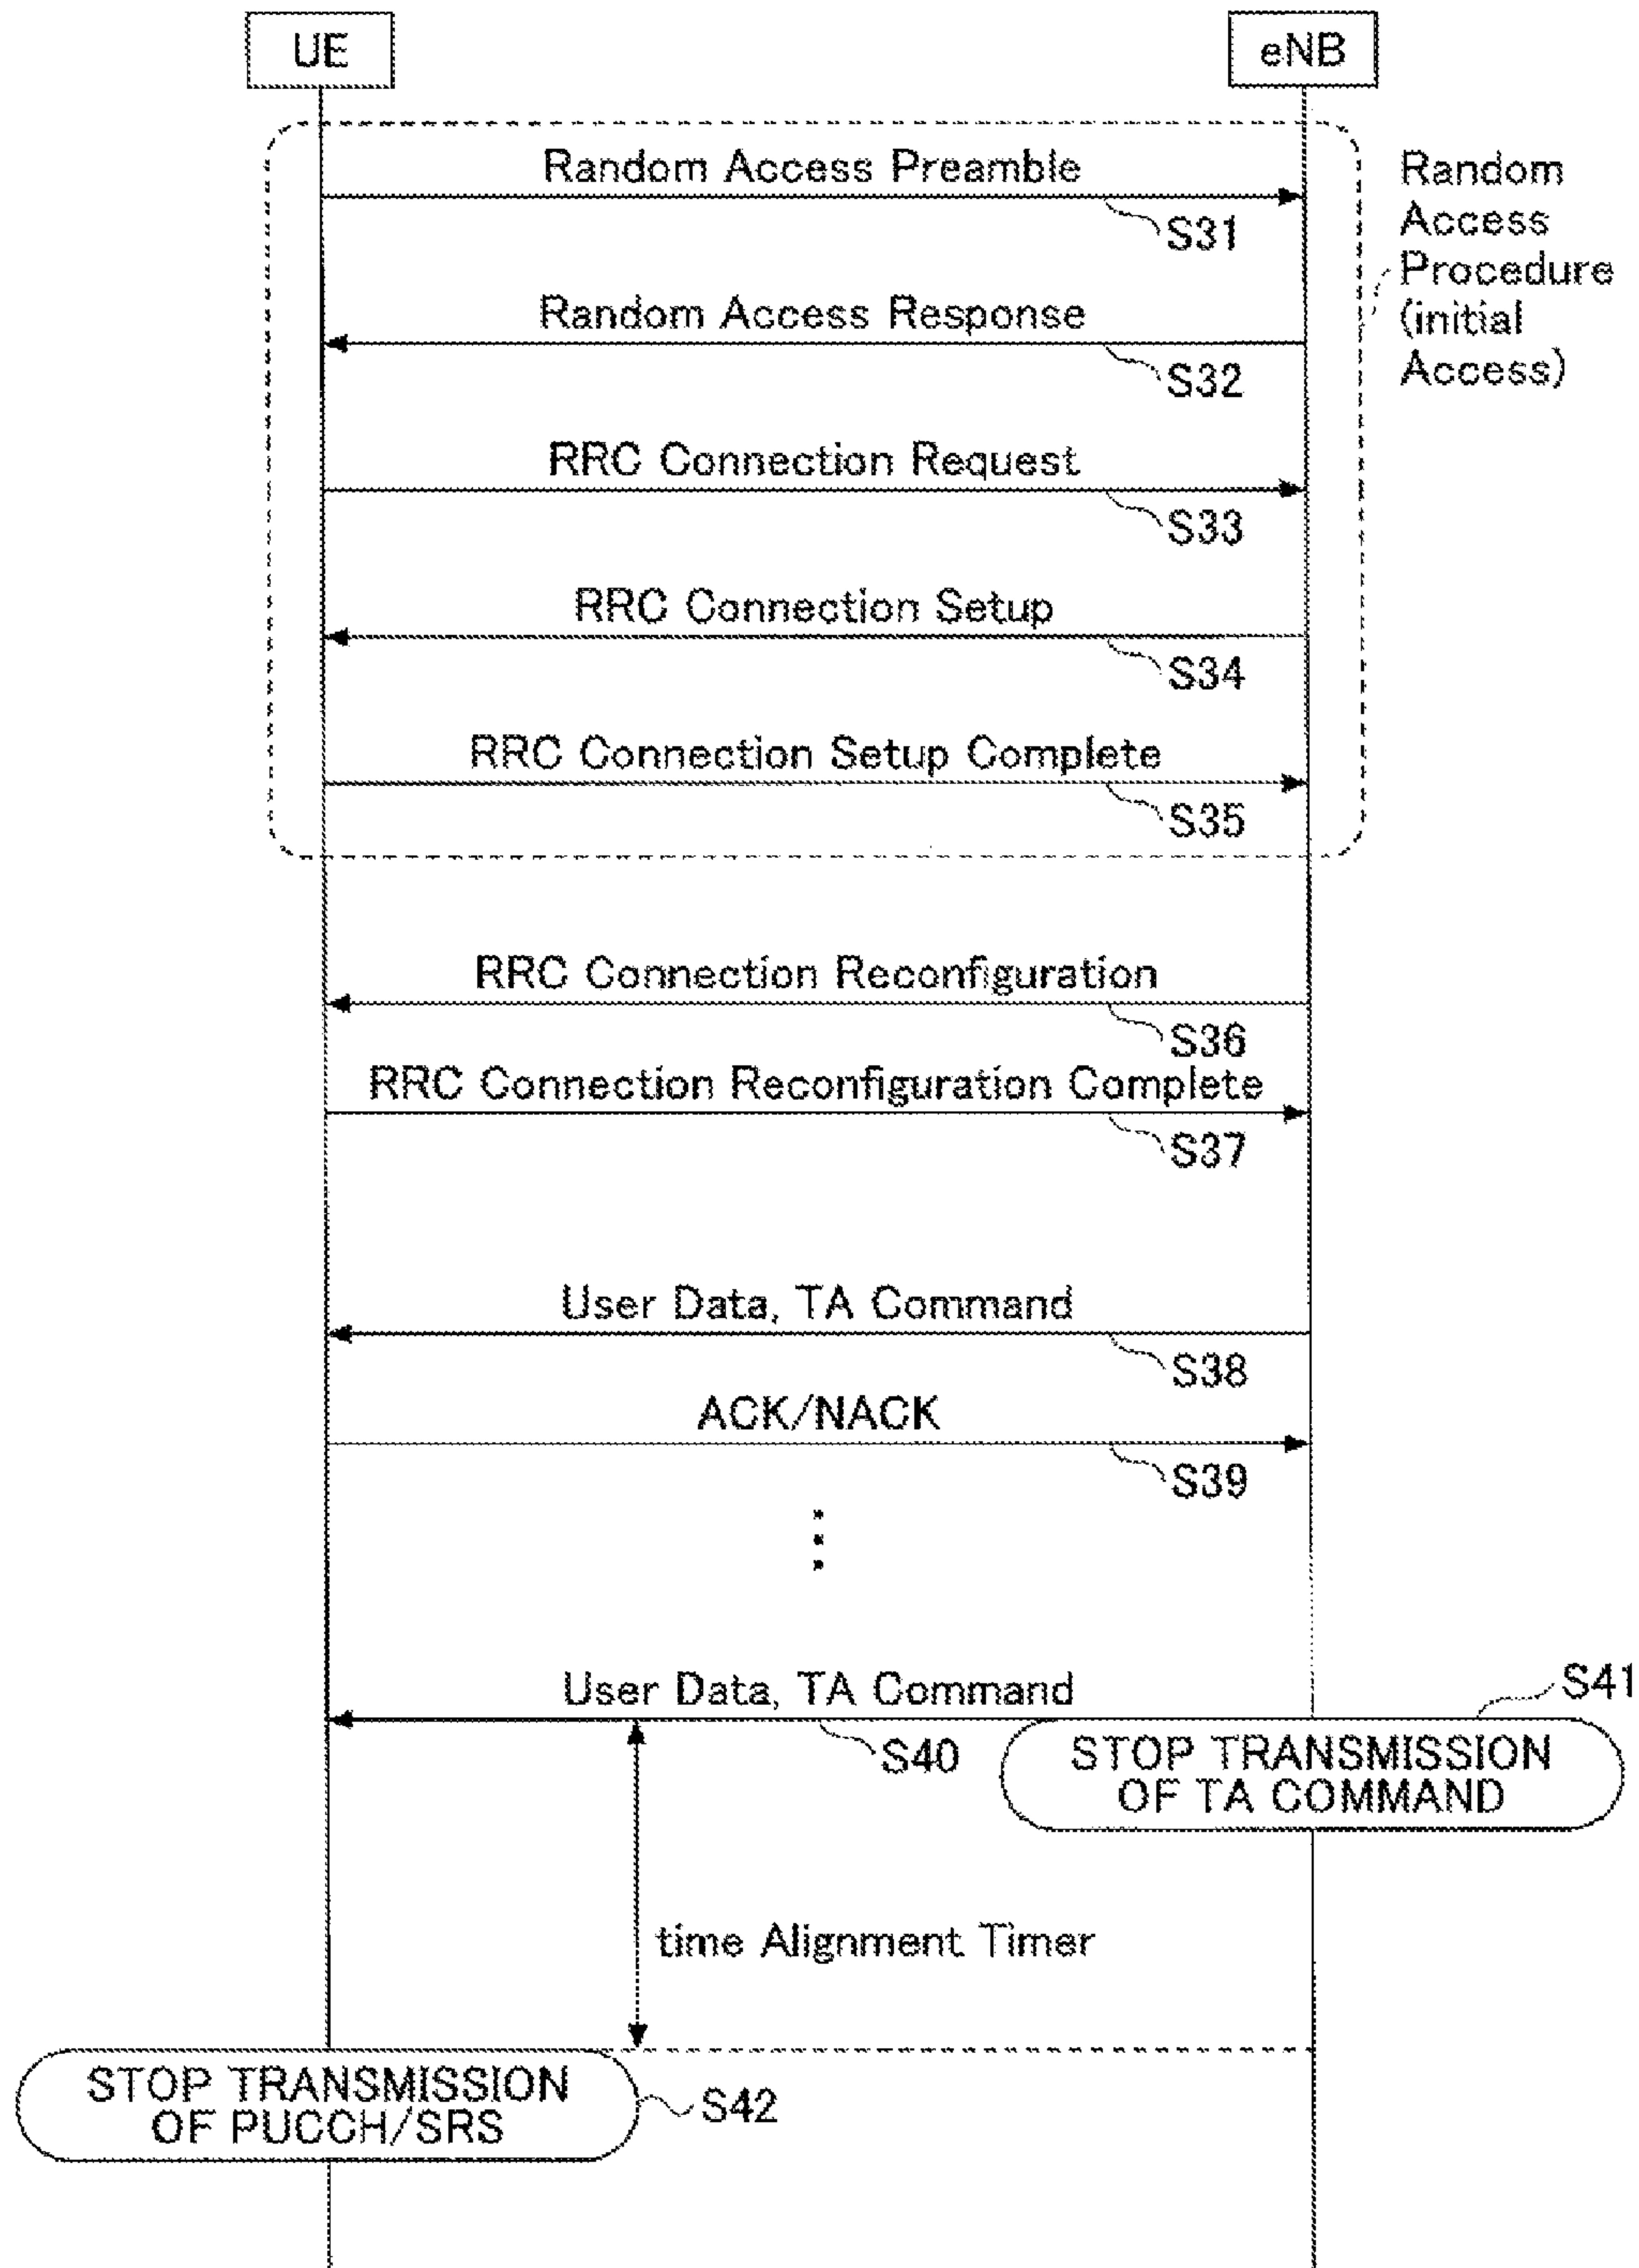 UE
eNB
Random Access Preamble
S31
Random
Access
Procedure
(initial
Access)
Random Access Response
S32
RRC Connection Request
S33
RRC Connection Setup
S34
RRC Connection Setup Complete
S35
RRC Connection Reconfiguration
S36
RRC Connection Reconfiguration Complete
S37
User Data, TA Command
S38
ACK/NACK
S39
User Data, TA Command
S40
S41
STOP TRANSMISSION
OF TA COMMAND
time Alignment Timer
STOP TRANSMISSION
OF PUCCH/SRS
S42